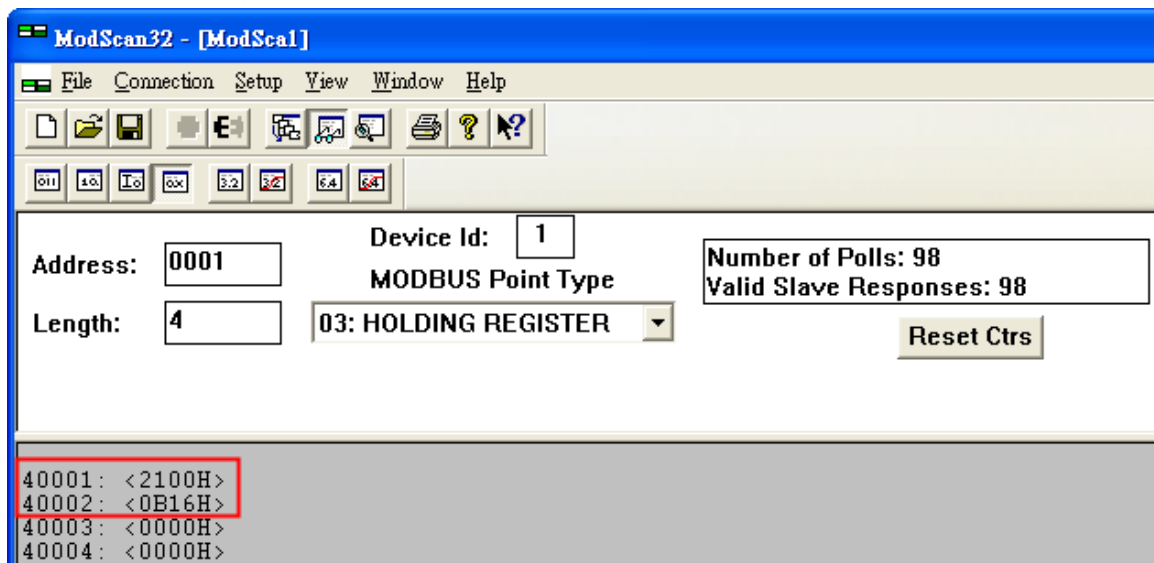 ModScan32 - [ModSca1]
File Connection Setup View Window Help
Address: 0001
Device Id: 1
MODBUS Point Type
Length: 4
03: HOLDING REGISTER
Number of Polls: 98
Valid Slave Responses: 98
Reset Ctrs
40001: <2100H>
40002: <0B16H>
40003: <0000H>
40004: <0000H>